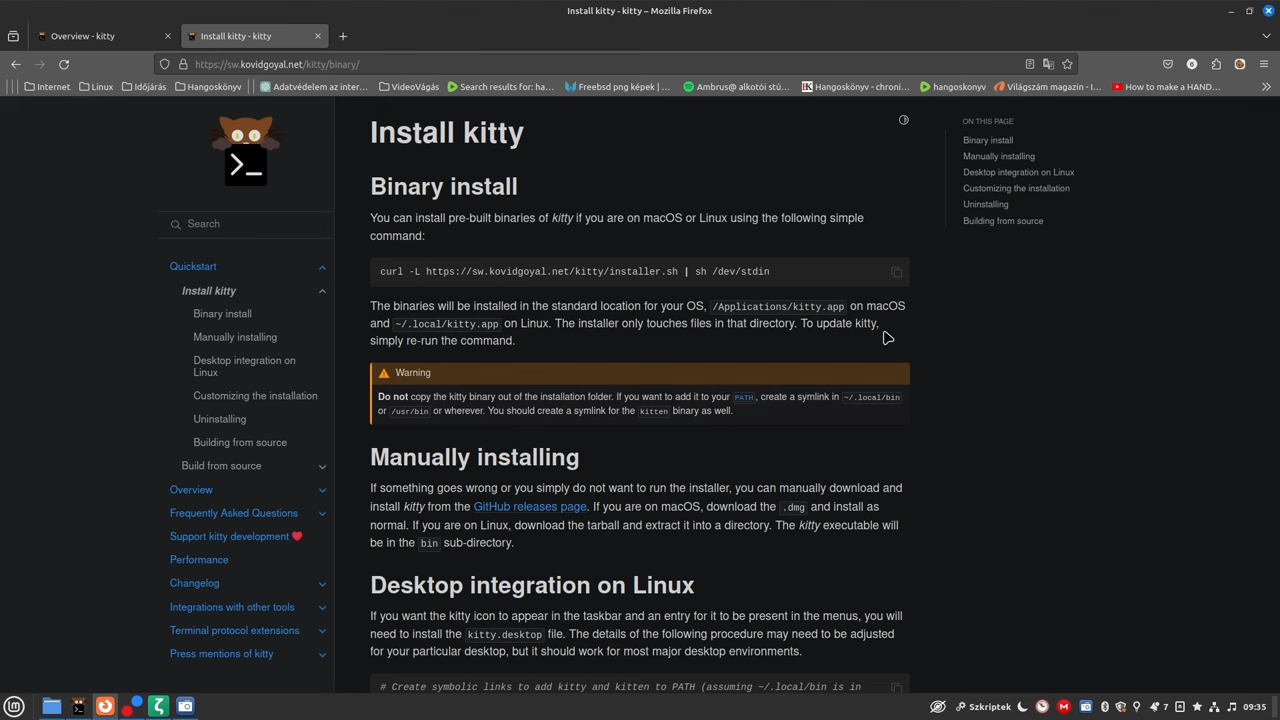 Install kitty - kitty – Mozilla Firefox
Overview - kitty
Install kitty - kitty
https://sw.kovidgoyal.net/kitty/binary/
6
Internet
Linux
Időjárás
Hangoskönyv
Adatvédelem az inter...
VideoVágás
Search results for: ha...
Freebsd png képek | ...
Ambrus@ alkotói stú...
Hangoskönyv - chroni...
hangoskonyv
Világszám magazin - I...
How to make a HAND...
>_
Search
Quickstart
Install kitty
Binary install
Manually installing
Desktop integration on
Linux
Customizing the installation
Uninstalling
Building from source
Build from source
Overview
Frequently Asked Questions
Support kitty development
Performance
Changelog
Integrations with other tools
Terminal protocol extensions
Press mentions of kitty
Install kitty
Binary install
You can install pre-built binaries of kitty if you are on macOS or Linux using the following simple
command:
curl -L https://sw.kovidgoyal.net/kitty/installer.sh | sh /dev/stdin
The binaries will be installed in the standard location for your OS, /Applications/kitty.app on macOS
and ~/.local/kitty.app on Linux. The installer only touches files in that directory. To update kitty,
simply re-run the command.
Warning
Do not copy the kitty binary out of the installation folder. If you want to add it to your PATH, create a symlink in ~/.local/bin
or /usr/bin or wherever. You should create a symlink for the kitten binary as well.
Manually installing
If something goes wrong or you simply do not want to run the installer, you can manually download and
install kitty from the GitHub releases page. If you are on macOS, download the .dmg and install as
normal. If you are on Linux, download the tarball and extract it into a directory. The kitty executable will
be in the bin sub-directory.
Desktop integration on Linux
If you want the kitty icon to appear in the taskbar and an entry for it to be present in the menus, you will
need to install the kitty.desktop file. The details of the following procedure may need to be adjusted
for your particular desktop, but it should work for most major desktop environments.
# Create symbolic links to add kitty and kitten to PATH (assuming ~/.local/bin is in
ON THIS PAGE
Binary install
Manually installing
Desktop integration on Linux
Customizing the installation
Uninstalling
Building from source
Szkriptek
7
09:35